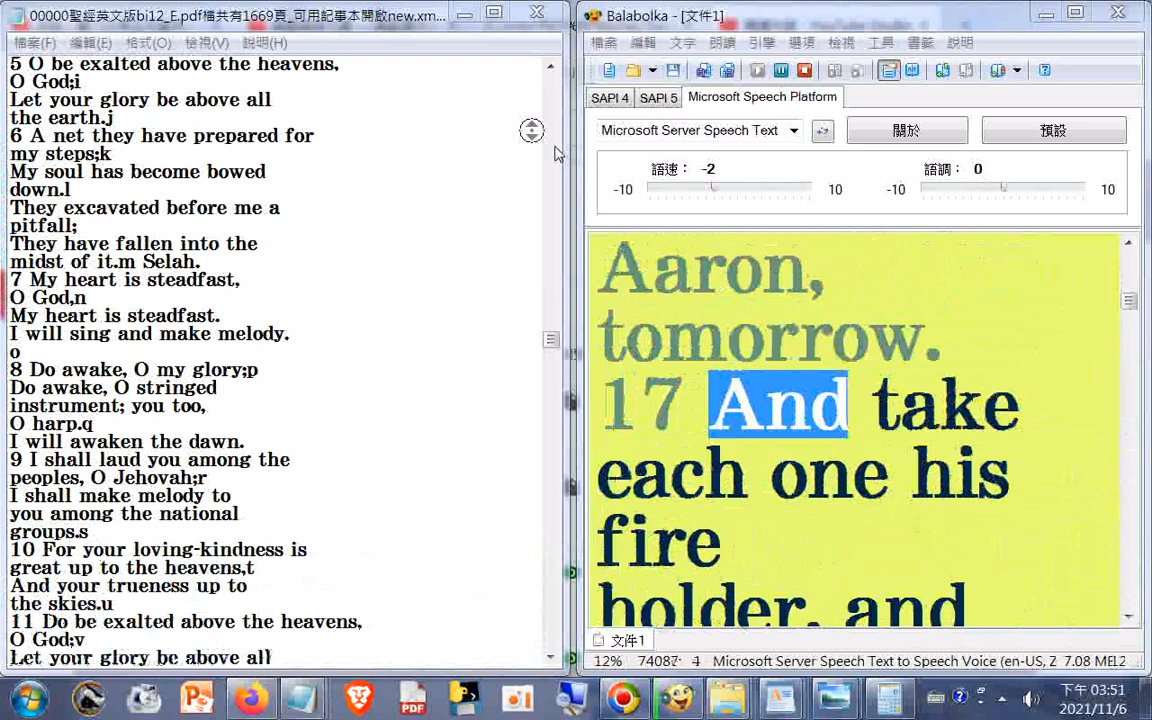 00000聖經英文版bi12_E.pdf檔共有1669頁_可用記事本開啟new.xm...
檔案(F) 編輯(E) 格式(O) 檢視(V) 說明(H)
5 O be exalted above the heavens,
O God;i
Let your glory be above all
the earth.j
6 A net they have prepared for
my steps;k
My soul has become bowed
down.l
They excavated before me a
pitfall;
They have fallen into the
midst of it.m Selah.
7 My heart is steadfast,
O God,n
My heart is steadfast.
I will sing and make melody.
o
8 Do awake, O my glory;p
Do awake, O stringed
instrument; you too,
O harp.q
I will awaken the dawn.
9 I shall laud you among the
peoples, O Jehovah;r
I shall make melody to
you among the national
groups.s
10 For your loving-kindness is
great up to the heavens,t
And your trueness up to
the skies.u
11 Do be exalted above the heavens,
O God;v
Let your glory be above all
Balabolka - [文件1]
檔案 編輯 文字 朗讀 引擎 選項 檢視 工具 書籤 說明
SAPI 4 SAPI 5 Microsoft Speech Platform
Microsoft Server Speech Text 關於 預設
語速: -2 語調: 0
-10 10 -10 10
Aaron,
tomorrow.
17 And take
each one his
fire
holder, and
文件1
12% 74087: 4 Microsoft Server Speech Text to Speech Voice (en-US, Z 7.08 ME12
PDF
下午 03:51
2021/11/6